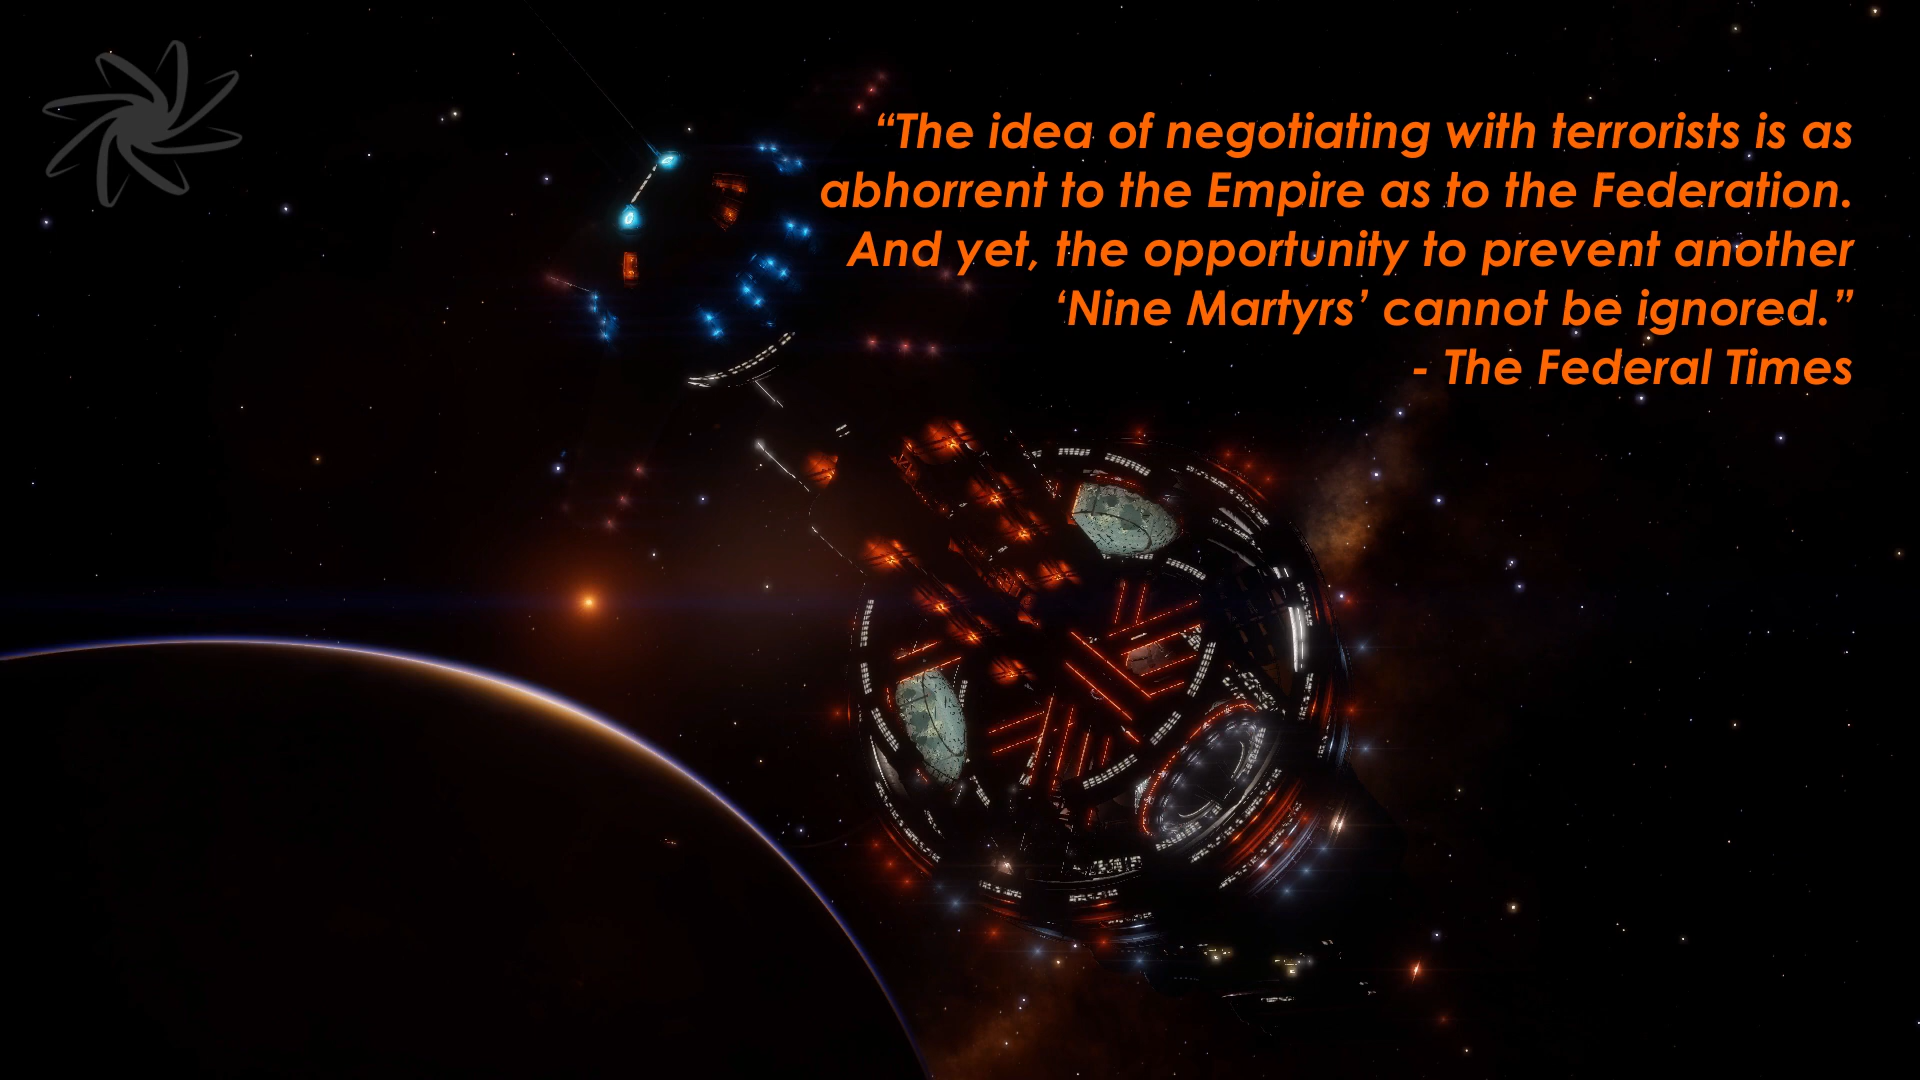 “The idea of negotiating with terrorists is as
abhorrent to the Empire as to the Federation.
And yet, the opportunity to prevent another
‘Nine Martyrs’ cannot be ignored.”
- The Federal Times